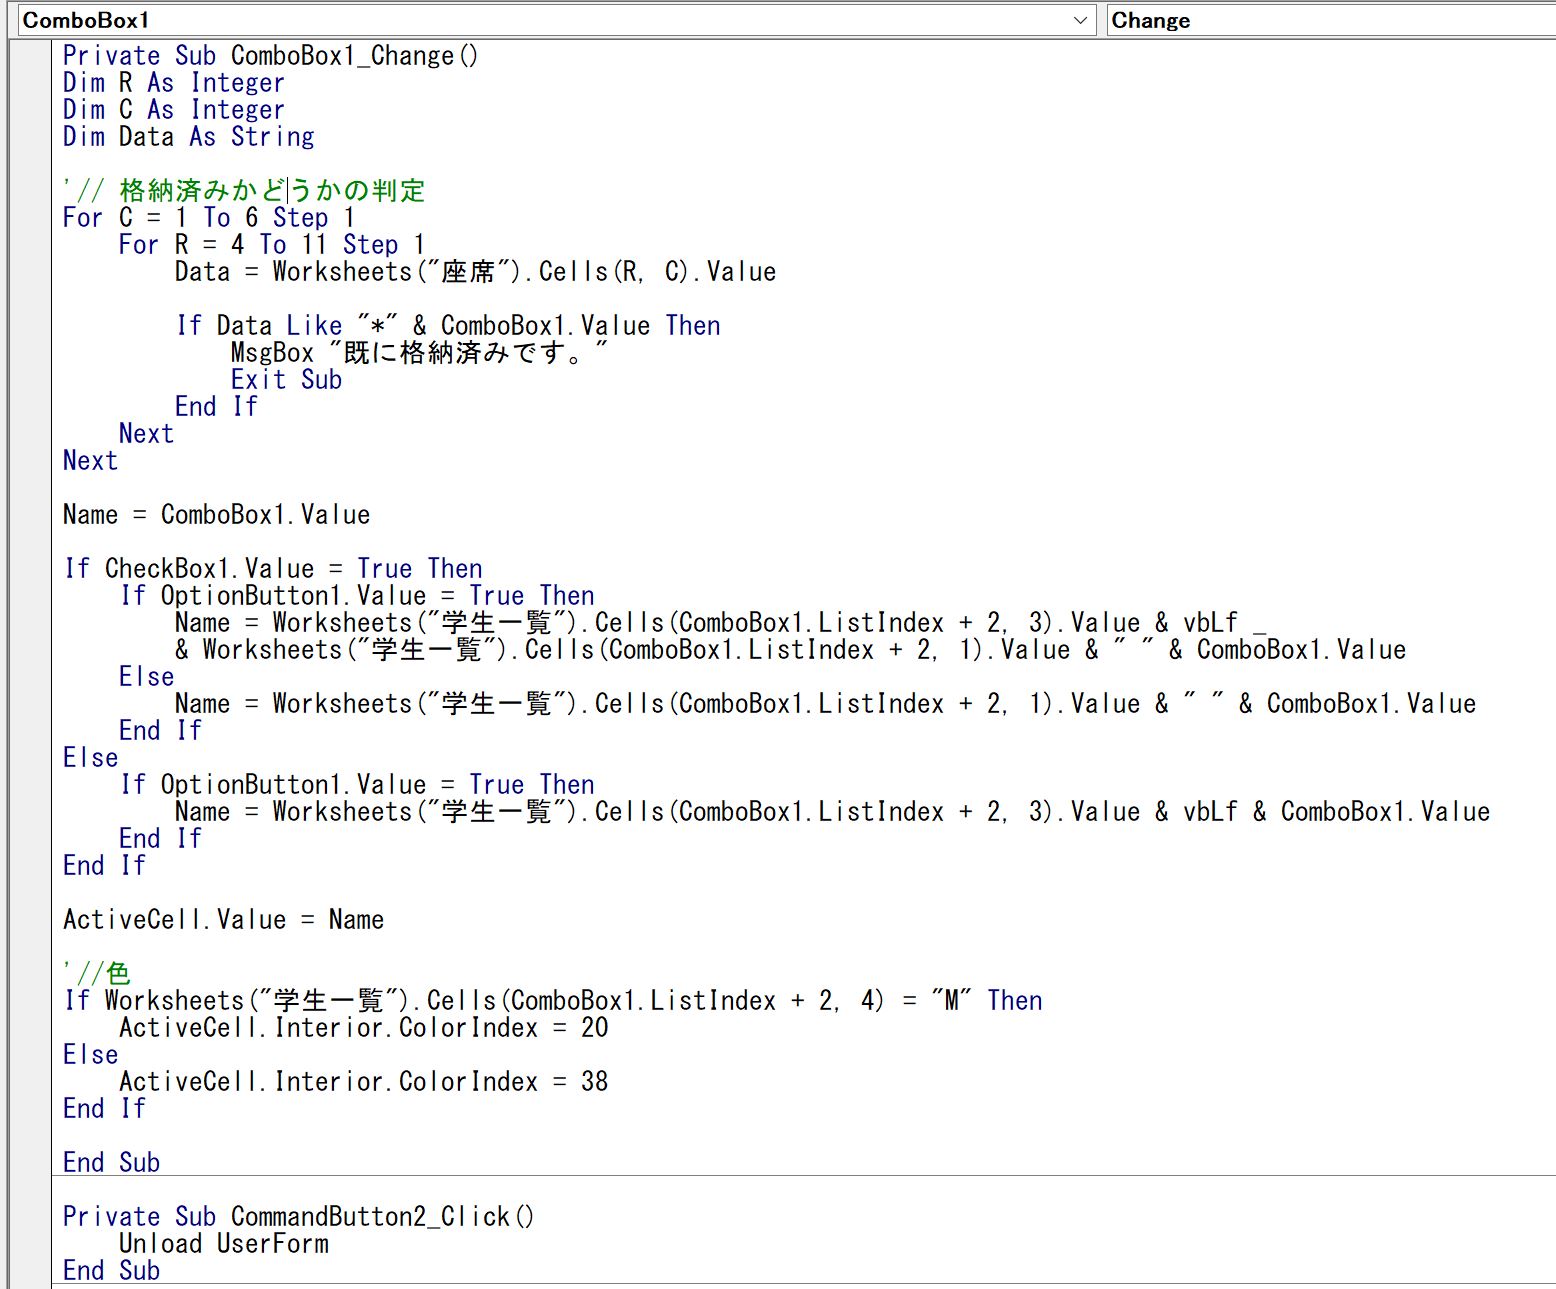 ComboBox1
Change
Private Sub ComboBox1_Change()
Dim R As Integer
Dim C As Integer
Dim Data As String
'// 格納済みかどうかの判定
For C = 1 To 6 Step 1
    For R = 4 To 11 Step 1
        Data = Worksheets("座席").Cells(R, C).Value
        If Data Like "*" & ComboBox1.Value Then
            MsgBox "既に格納済みです。"
            Exit Sub
        End If
    Next
Next
Name = ComboBox1.Value
If CheckBox1.Value = True Then
    If OptionButton1.Value = True Then
        Name = Worksheets("学生一覧").Cells(ComboBox1.ListIndex + 2, 3).Value & vbLf _
        & Worksheets("学生一覧").Cells(ComboBox1.ListIndex + 2, 1).Value & " " & ComboBox1.Value
    Else
        Name = Worksheets("学生一覧").Cells(ComboBox1.ListIndex + 2, 1).Value & " " & ComboBox1.Value
    End If
Else
    If OptionButton1.Value = True Then
        Name = Worksheets("学生一覧").Cells(ComboBox1.ListIndex + 2, 3).Value & vbLf & ComboBox1.Value
    End If
End If
ActiveCell.Value = Name
'//色
If Worksheets("学生一覧").Cells(ComboBox1.ListIndex + 2, 4) = "M" Then
    ActiveCell.Interior.ColorIndex = 20
Else
    ActiveCell.Interior.ColorIndex = 38
End If
End Sub
Private Sub CommandButton2_Click()
    Unload UserForm
End Sub